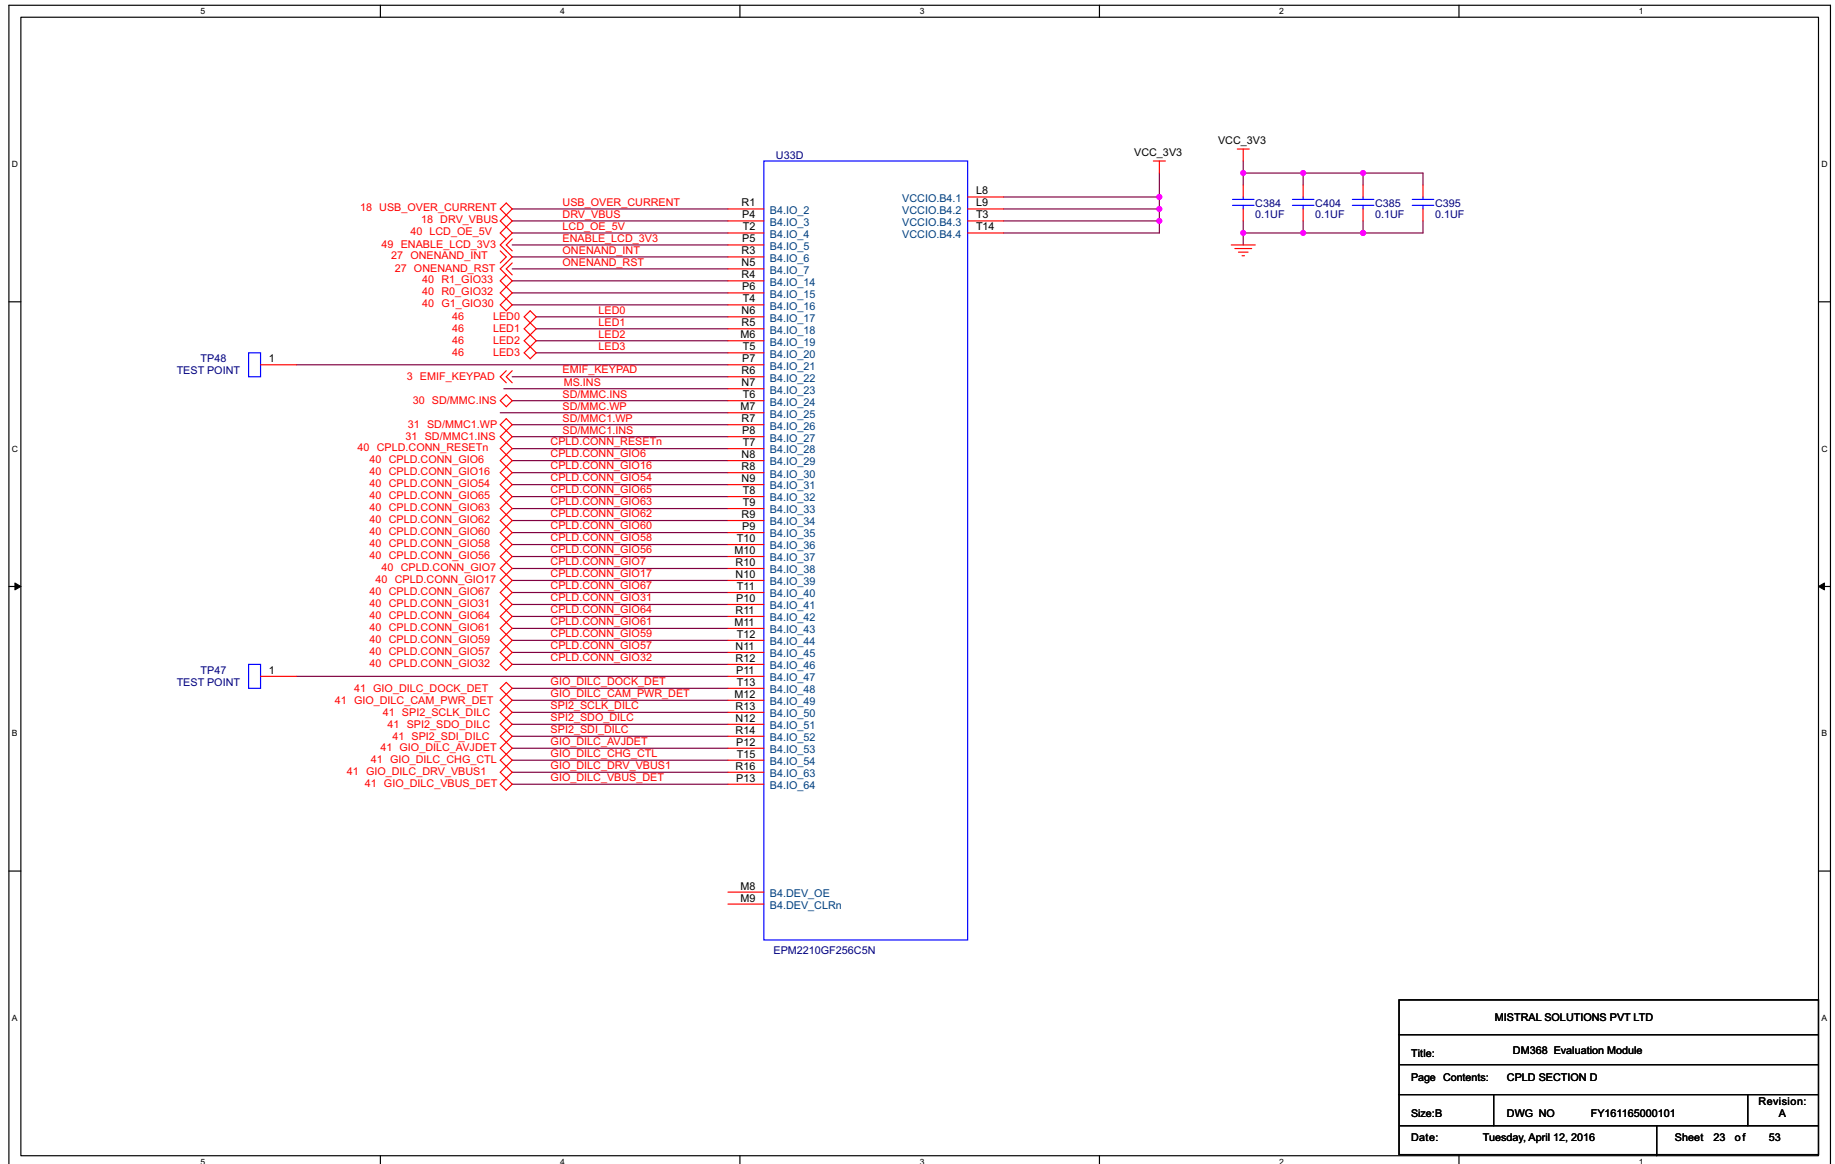 5 4 3 2 1
D D
C C
B B
A A
U33D
VCC_3V3
VCC_3V3
C384 0.1UF
C404 0.1UF
C385 0.1UF
C395 0.1UF
L8 VCCIO.B4.1
L9 VCCIO.B4.2
T3 VCCIO.B4.3
T14 VCCIO.B4.4
18 USB_OVER_CURRENT USB_OVER_CURRENT R1 B4.IO_2
18 DRV_VBUS DRV_VBUS P4 B4.IO_3
40 LCD_OE_5V LCD_OE_5V T2 B4.IO_4
49 ENABLE_LCD_3V3 ENABLE_LCD_3V3 P5 B4.IO_5
27 ONENAND_INT ONENAND_INT R3 B4.IO_6
27 ONENAND_RST ONENAND_RST N5 B4.IO_7
40 R1_GIO33 R4 B4.IO_14
40 R0_GIO32 P6 B4.IO_15
40 G1_GIO30 T4 B4.IO_16
46 LED0 LED0 N6 B4.IO_17
46 LED1 LED1 R5 B4.IO_18
46 LED2 LED2 M6 B4.IO_19
46 LED3 LED3 T5 B4.IO_20
TP48 TEST POINT 1 P7 B4.IO_21
3 EMIF_KEYPAD EMIF_KEYPAD R6 B4.IO_22
MS.INS N7 B4.IO_23
30 SD/MMC.INS SD/MMC.INS T6 B4.IO_24
SD/MMC.WP M7 B4.IO_25
31 SD/MMC1.WP SD/MMC1.WP R7 B4.IO_26
31 SD/MMC1.INS SD/MMC1.INS P8 B4.IO_27
40 CPLD.CONN_RESETn CPLD.CONN_RESETn T7 B4.IO_28
40 CPLD.CONN_GIO6 CPLD.CONN_GIO6 N8 B4.IO_29
40 CPLD.CONN_GIO16 CPLD.CONN_GIO16 R8 B4.IO_30
40 CPLD.CONN_GIO54 CPLD.CONN_GIO54 N9 B4.IO_31
40 CPLD.CONN_GIO65 CPLD.CONN_GIO65 T8 B4.IO_32
40 CPLD.CONN_GIO63 CPLD.CONN_GIO63 T9 B4.IO_33
40 CPLD.CONN_GIO62 CPLD.CONN_GIO62 R9 B4.IO_34
40 CPLD.CONN_GIO60 CPLD.CONN_GIO60 P9 B4.IO_35
40 CPLD.CONN_GIO58 CPLD.CONN_GIO58 T10 B4.IO_36
40 CPLD.CONN_GIO56 CPLD.CONN_GIO56 M10 B4.IO_37
40 CPLD.CONN_GIO7 CPLD.CONN_GIO7 R10 B4.IO_38
40 CPLD.CONN_GIO17 CPLD.CONN_GIO17 N10 B4.IO_39
40 CPLD.CONN_GIO67 CPLD.CONN_GIO67 T11 B4.IO_40
40 CPLD.CONN_GIO31 CPLD.CONN_GIO31 P10 B4.IO_41
40 CPLD.CONN_GIO64 CPLD.CONN_GIO64 R11 B4.IO_42
40 CPLD.CONN_GIO61 CPLD.CONN_GIO61 M11 B4.IO_43
40 CPLD.CONN_GIO59 CPLD.CONN_GIO59 T12 B4.IO_44
40 CPLD.CONN_GIO57 CPLD.CONN_GIO57 N11 B4.IO_45
40 CPLD.CONN_GIO32 CPLD.CONN_GIO32 R12 B4.IO_46
TP47 TEST POINT 1 P11 B4.IO_47
41 GIO_DILC_DOCK_DET GIO_DILC_DOCK_DET T13 B4.IO_48
41 GIO_DILC_CAM_PWR_DET GIO_DILC_CAM_PWR_DET M12 B4.IO_49
41 SPI2_SCLK_DILC SPI2_SCLK_DILC R13 B4.IO_50
41 SPI2_SDO_DILC SPI2_SDO_DILC N12 B4.IO_51
41 SPI2_SDI_DILC SPI2_SDI_DILC R14 B4.IO_52
41 GIO_DILC_AVJDET GIO_DILC_AVJDET P12 B4.IO_53
41 GIO_DILC_CHG_CTL GIO_DILC_CHG_CTL T15 B4.IO_54
41 GIO_DILC_DRV_VBUS1 GIO_DILC_DRV_VBUS1 R16 B4.IO_63
41 GIO_DILC_VBUS_DET GIO_DILC_VBUS_DET P13 B4.IO_64
M8 B4.DEV_OE
M9 B4.DEV_CLRn
EPM2210GF256C5N
MISTRAL SOLUTIONS PVT LTD
Title: DM368 Evaluation Module
Page Contents: CPLD SECTION D
Size:B DWG NO FY161165000101 Revision: A
Date: Tuesday, April 12, 2016 Sheet 23 of 53
5 4 3 2 1